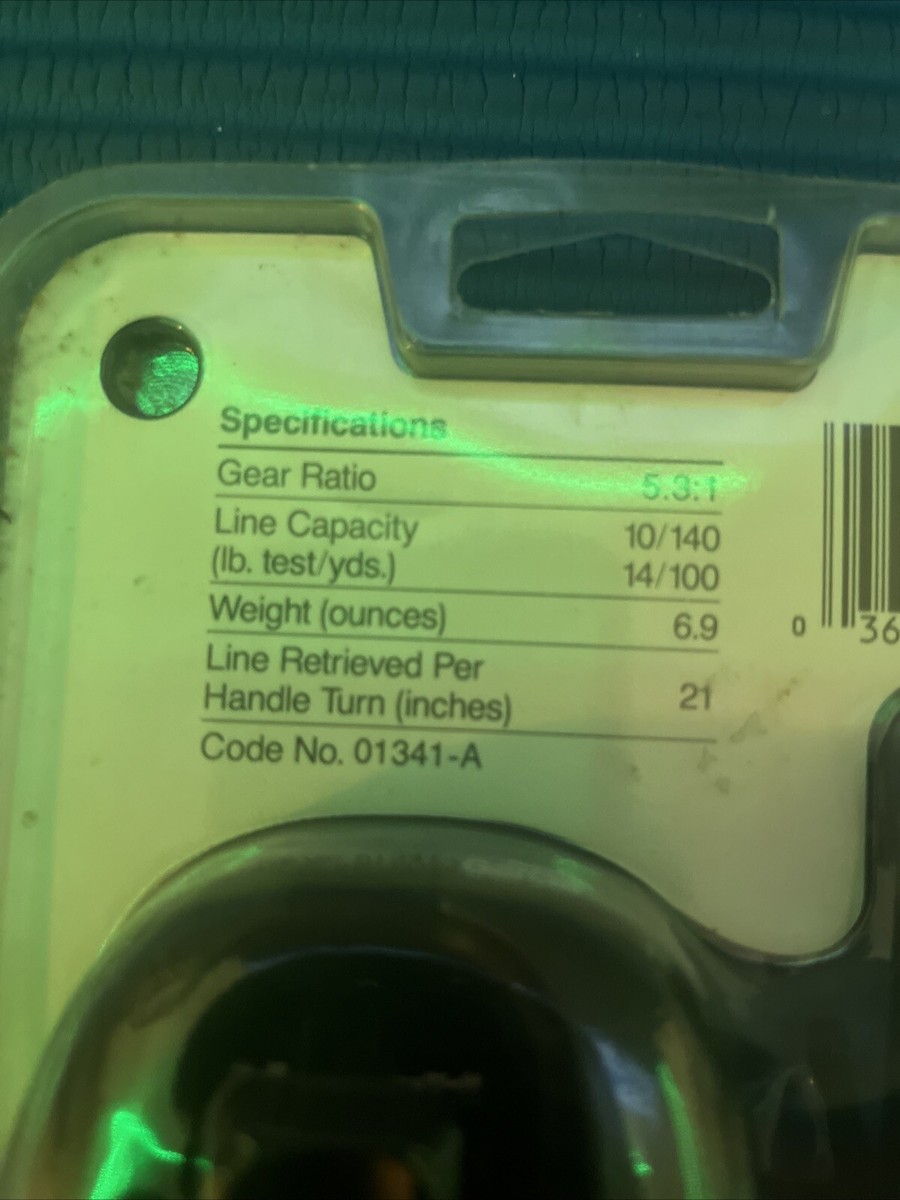 Specifications
Gear Ratio 5.3:1
Line Capacity 10/140
(lb. test/yds.) 14/100
Weight (ounces) 6.9
Line Retrieved Per
Handle Turn (inches) 21
Code No. 01341-A
0 36